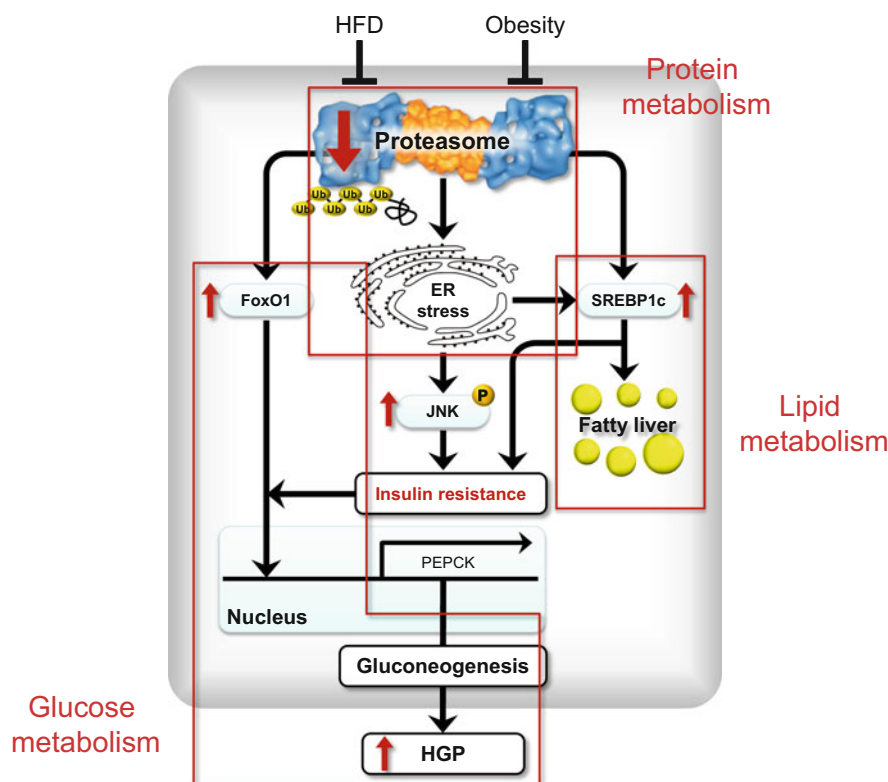 HFD
Obesity
Protein
metabolism
Proteasome
Ub Ub Ub
Ub Ub Ub
FoxO1
ER
stress
SREBP1c
JNK
P
Fatty liver
Lipid
metabolism
Insulin resistance
PEPCK
Nucleus
Gluconeogenesis
Glucose
metabolism
HGP